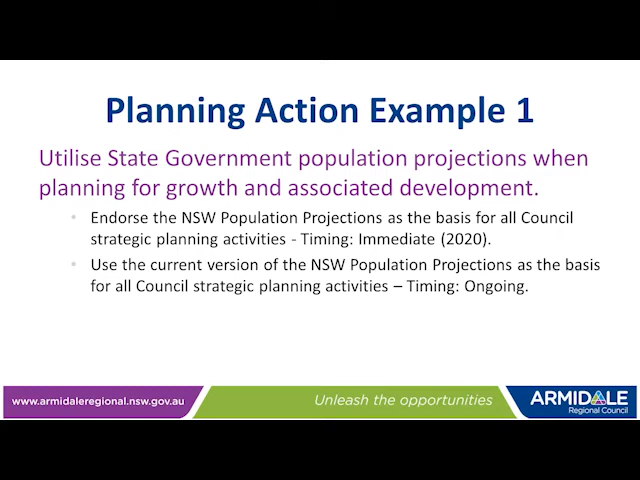 Planning Action Example 1
Utilise State Government population projections when
planning for growth and associated development.
• Endorse the NSW Population Projections as the basis for all Council
strategic planning activities - Timing: Immediate (2020).
• Use the current version of the NSW Population Projections as the basis
for all Council strategic planning activities – Timing: Ongoing.
www.armidaleregional.nsw.gov.au
Unleash the opportunities
ARMIDALE
Regional Council